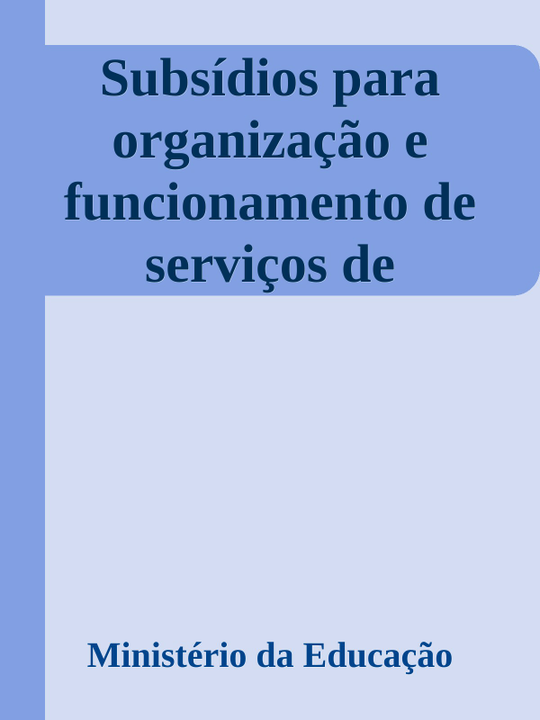 Subsídios para
organização e
funcionamento de
serviços de
Ministério da Educação